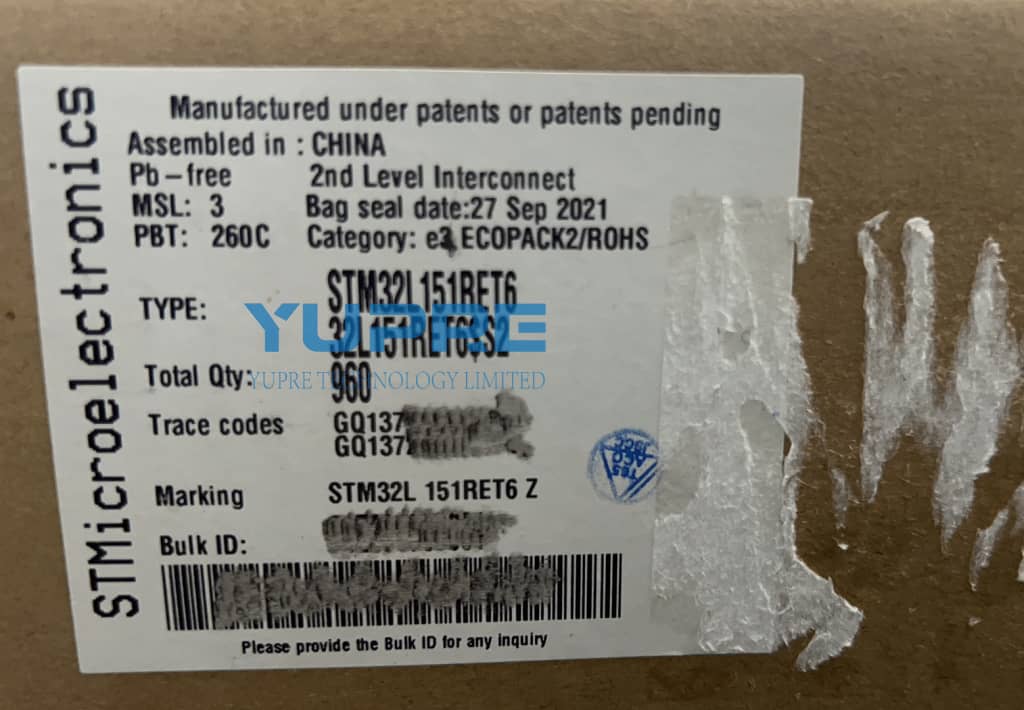 STMicroelectronics
Manufactured under patents or patents pending
Assembled in : CHINA
Pb-free 2nd Level Interconnect
MSL: 3 Bag seal date:27 Sep 2021
PBT: 260C Category: e3 ECOPACK2/ROHS
TYPE: STM32L151RET6
32L151RET6$S2
YUPRE
Total Qty: 960
YUPRE TECHNOLOGY LIMITED
Trace codes GQ137
GQ137
Marking STM32L 151RET6 Z
Bulk ID:
Please provide the Bulk ID for any inquiry